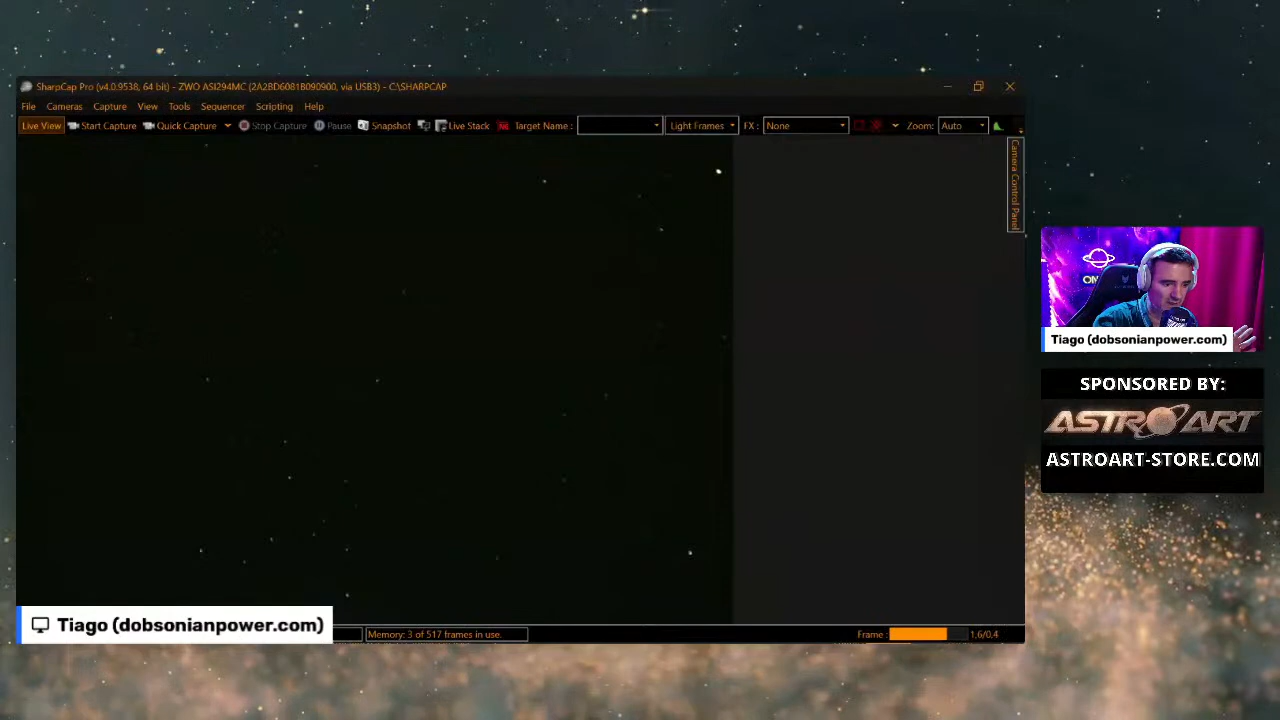 SharpCap Pro (v4.0.9538, 64 bit) - ZWO ASI294MC (2A2BD6081B090900, via USB3) - C:\SHARPCAP
File Cameras Capture View Tools Sequencer Scripting Help
Live View Start Capture Quick Capture Stop Capture Pause Snapshot Live Stack Target Name : Light Frames FX : None Zoom: Auto
Camera Control Panel
Tiago (dobsonianpower.com)
SPONSORED BY:
ASTRO ART
ASTROART-STORE.COM
Tiago (dobsonianpower.com)
Memory: 3 of 517 frames in use.
Frame : 1.6/0.4